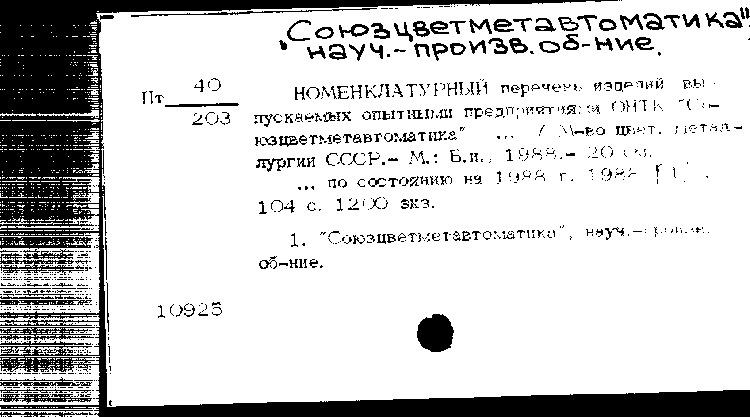 "Союзцветметавтоматика",
науч.-произв.об-ние.
Пт 40
203
НОМЕНКЛАТУРНЫЙ перечень изделий вы-
пускаемых опытными предприятиями ОНТК "Со-
юзцветметавтоматика" ... / М-во цвет. метал-
лургии СССР.- М.: Б.и., 1988.- 20 см.
... по состоянию на 1988 г. 1988. [1].
104 с. 1200 экз.
1. "Союзцветметавтоматика", науч.-произв.
об-ние.
10925